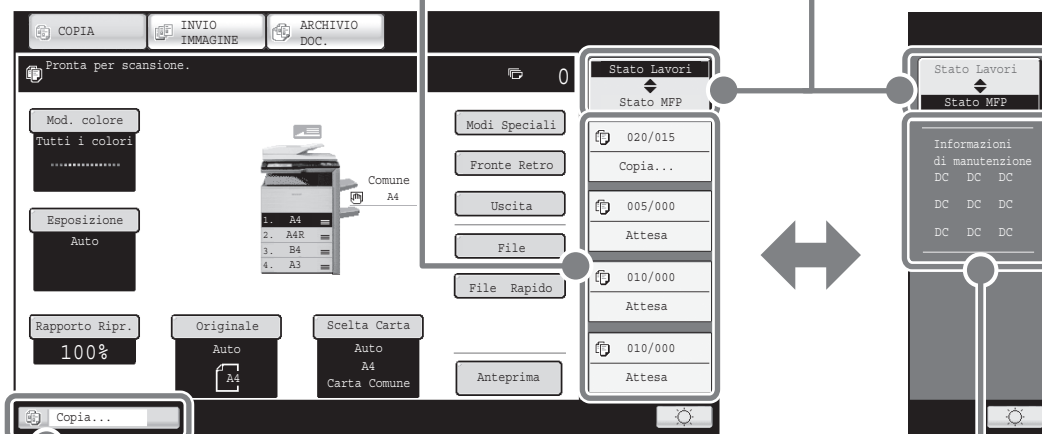 COPIA
INVIO
IMMAGINE
ARCHIVIO
DOC.
Pronta per scansione.
0
Stato Lavori
Stato MFP
Mod. colore
Tutti i colori
Esposizione
Auto
Comune
A4
1. A4
2. A4R
3. B4
4. A3
Modi Speciali
Fronte Retro
Uscita
File
File Rapido
Anteprima
020/015
Copia...
005/000
Attesa
010/000
Attesa
010/000
Attesa
Rapporto Ripr.
100%
Originale
Auto
A4
Scelta Carta
Auto
A4
Carta Comune
Copia...
Stato Lavori
Stato MFP
Informazioni
di manutenzione
DC DC DC
DC DC DC
DC DC DC